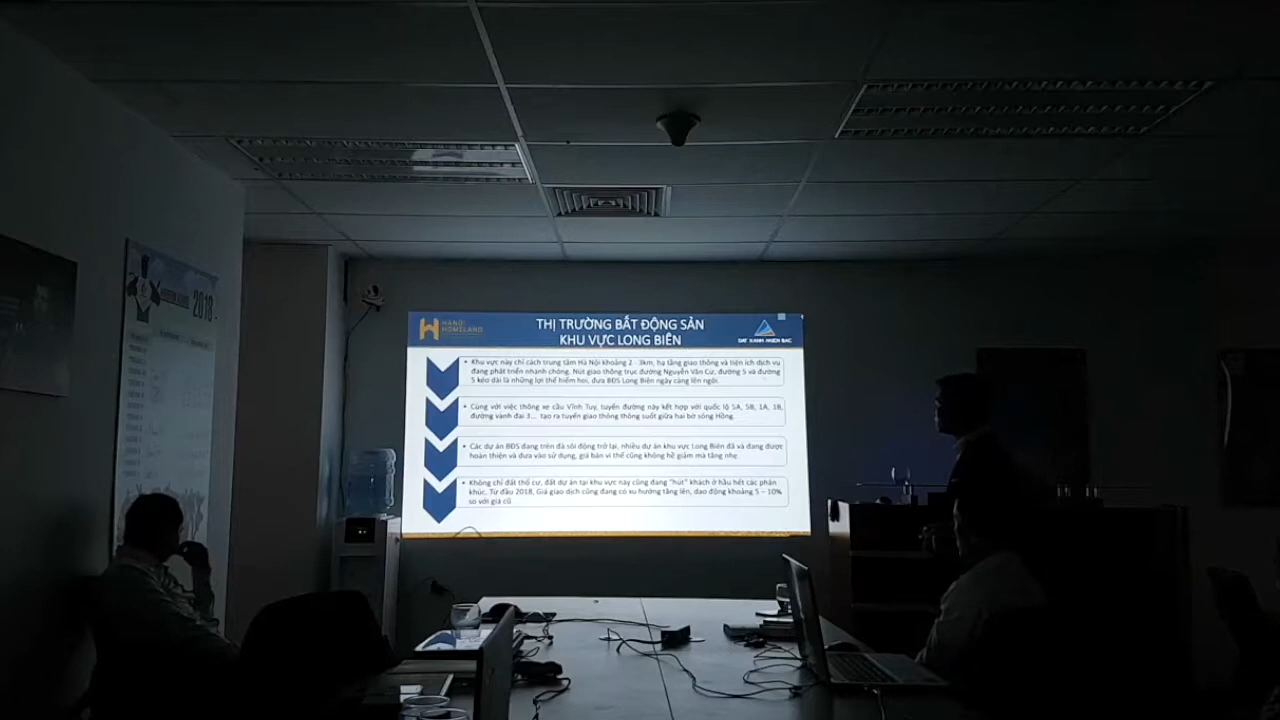 2018
HANOI
HOMELAND
THỊ TRƯỜNG BẤT ĐỘNG SẢN
KHU VỰC LONG BIÊN
DAT XANH MIEN BAC
• Khu vực này chỉ cách trung tâm Hà Nội khoảng 2 - 3km, hạ tầng giao thông và tiện ích dịch vụ
đang phát triển nhanh chóng. Nút giao thông trục đường Nguyễn Văn Cừ, đường 5 và đường
5 kéo dài là những lợi thế hiếm hoi, đưa BĐS Long Biên ngày càng lên ngôi.
• Cùng với việc thông xe cầu Vĩnh Tuy, tuyến đường này kết hợp với quốc lộ 5A, 5B, 1A, 1B,
đường vành đai 3... tạo ra tuyến giao thông thông suốt giữa hai bờ sông Hồng.
• Các dự án BĐS đang trên đà sôi động trở lại, nhiều dự án khu vực Long Biên đã và đang được
hoàn thiện và đưa vào sử dụng, giá bán vì thế cũng không hề giảm mà tăng nhẹ
• Không chỉ đất thổ cư, đất dự án tại khu vực này cũng đang "hút" khách ở hầu hết các phân
khúc. Từ đầu 2018, Giá giao dịch cũng đang có xu hướng tăng lên, dao động khoảng 5 – 10%
so với giá cũ